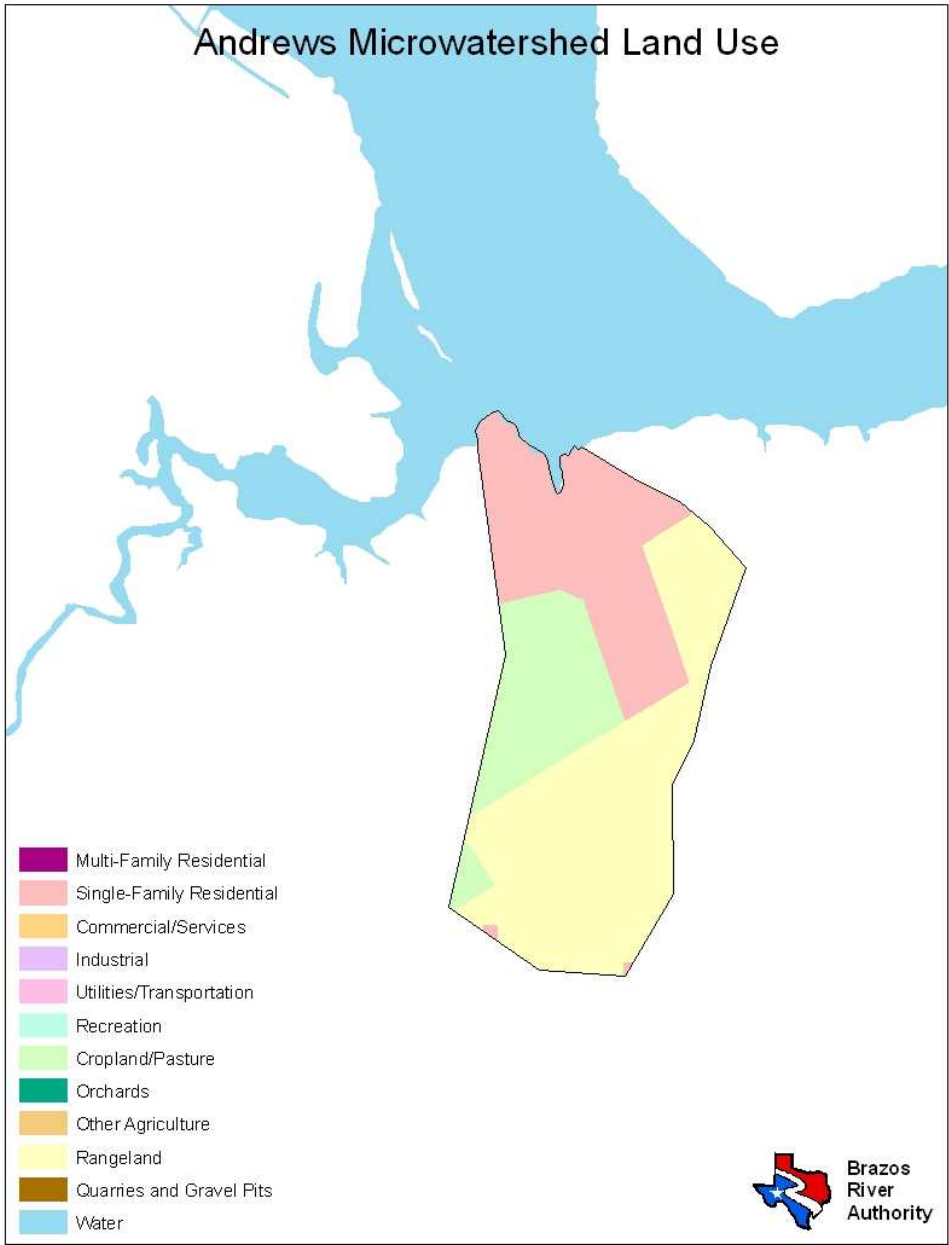 Andrews Microwatershed Land Use
Multi-Family Residential
Single-Family Residential
Commercial/Services
Industrial
Utilities/Transportation
Recreation
Cropland/Pasture
Orchards
Other Agriculture
Rangeland
Quarries and Gravel Pits
Water
Brazos
River
Authority